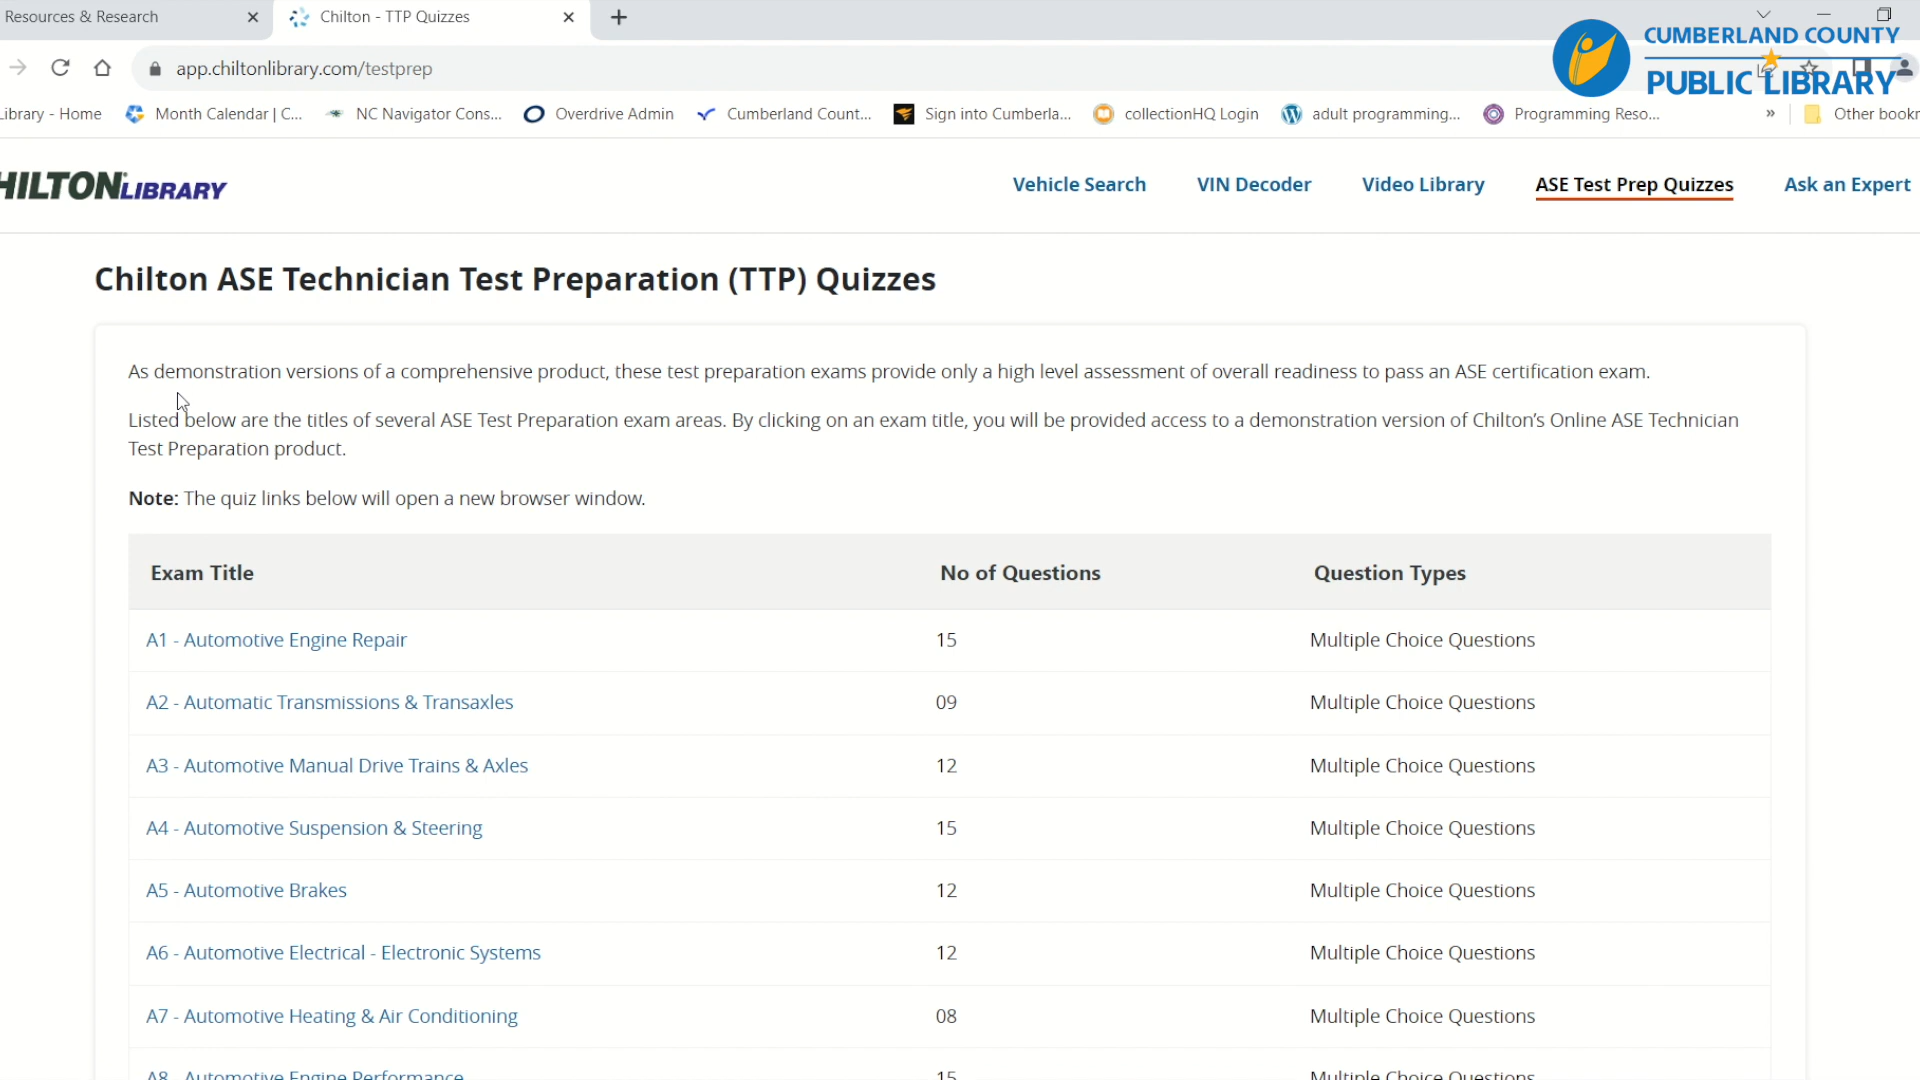 Resources & Research
Chilton - TTP Quizzes
CUMBERLAND COUNTY
PUBLIC LIBRARY
app.chiltonlibrary.com/testprep
Library - Home
Month Calendar | C...
NC Navigator Cons...
Overdrive Admin
Cumberland Count...
Sign into Cumberla...
collectionHQ Login
adult programming...
Programming Reso...
»
Other bookr
HILTON LIBRARY
Vehicle Search
VIN Decoder
Video Library
ASE Test Prep Quizzes
Ask an Expert
Chilton ASE Technician Test Preparation (TTP) Quizzes
As demonstration versions of a comprehensive product, these test preparation exams provide only a high level assessment of overall readiness to pass an ASE certification exam.
Listed below are the titles of several ASE Test Preparation exam areas. By clicking on an exam title, you will be provided access to a demonstration version of Chilton's Online ASE Technician
Test Preparation product.
Note: The quiz links below will open a new browser window.
Exam Title No of Questions Question Types
A1 - Automotive Engine Repair 15 Multiple Choice Questions
A2 - Automatic Transmissions & Transaxles 09 Multiple Choice Questions
A3 - Automotive Manual Drive Trains & Axles 12 Multiple Choice Questions
A4 - Automotive Suspension & Steering 15 Multiple Choice Questions
A5 - Automotive Brakes 12 Multiple Choice Questions
A6 - Automotive Electrical - Electronic Systems 12 Multiple Choice Questions
A7 - Automotive Heating & Air Conditioning 08 Multiple Choice Questions
A8 - Automotive Engine Performance 15 Multiple Choice Questions